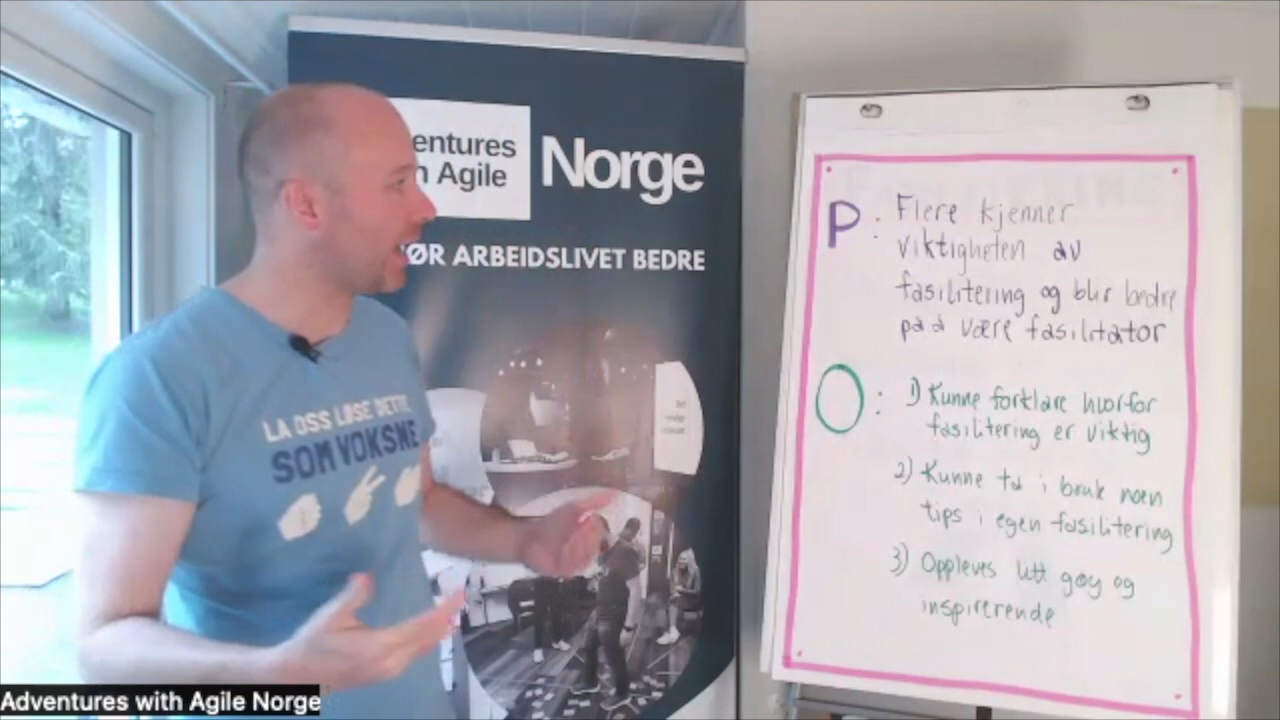 entures
h Agile
Norge
ØR ARBEIDSLIVET BEDRE
LA OSS LØSE DETTE
SOM VOKSNE
P: Flere kjenner
viktigheten av
fasilitering og blir bedre
på å være fasilitator
O: 1) Kunne forklare hvorfor
fasilitering er viktig
2) Kunne ta i bruk noen
tips i egen fasilitering
3) Oppleves litt gøy og
inspirerende
Adventures with Agile Norge